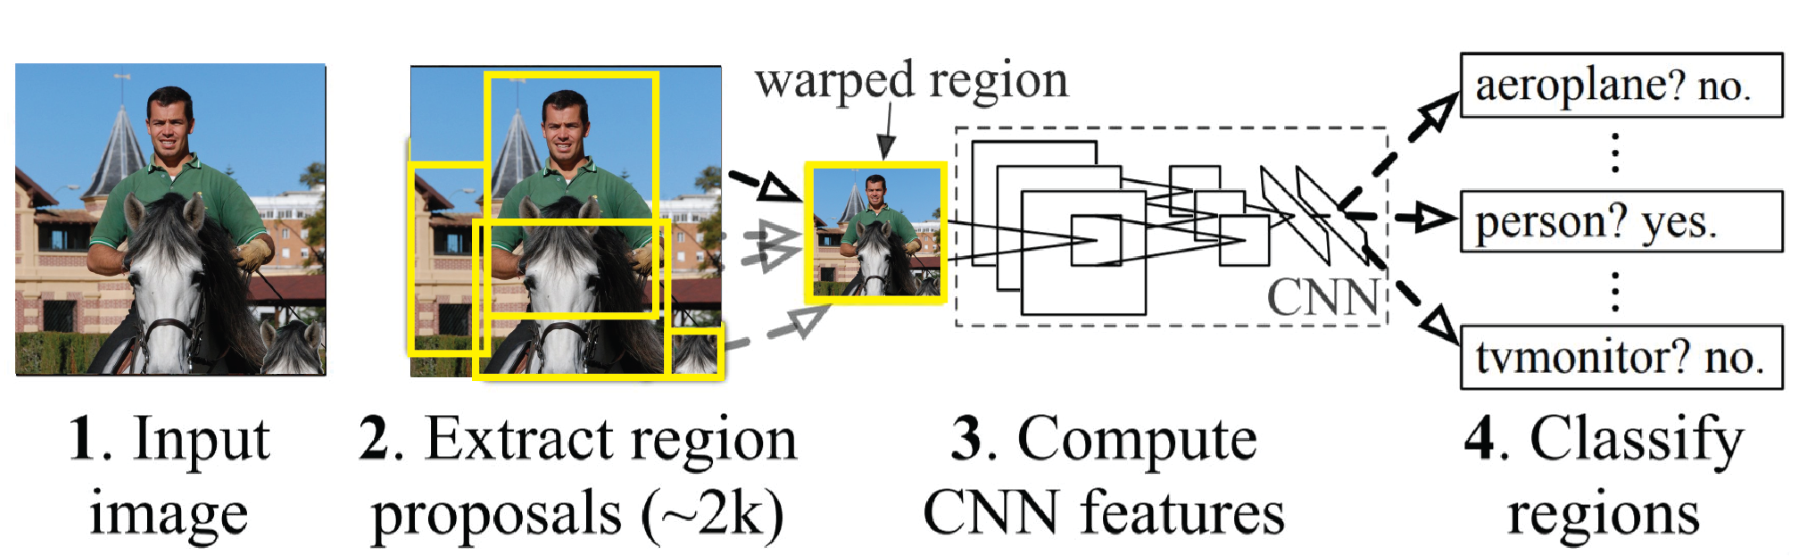 warped region
aeroplane? no.
person? yes.
CNN
tvmonitor? no.
1. Input
image
2. Extract region
proposals (~2k)
3. Compute
CNN features
4. Classify
regions